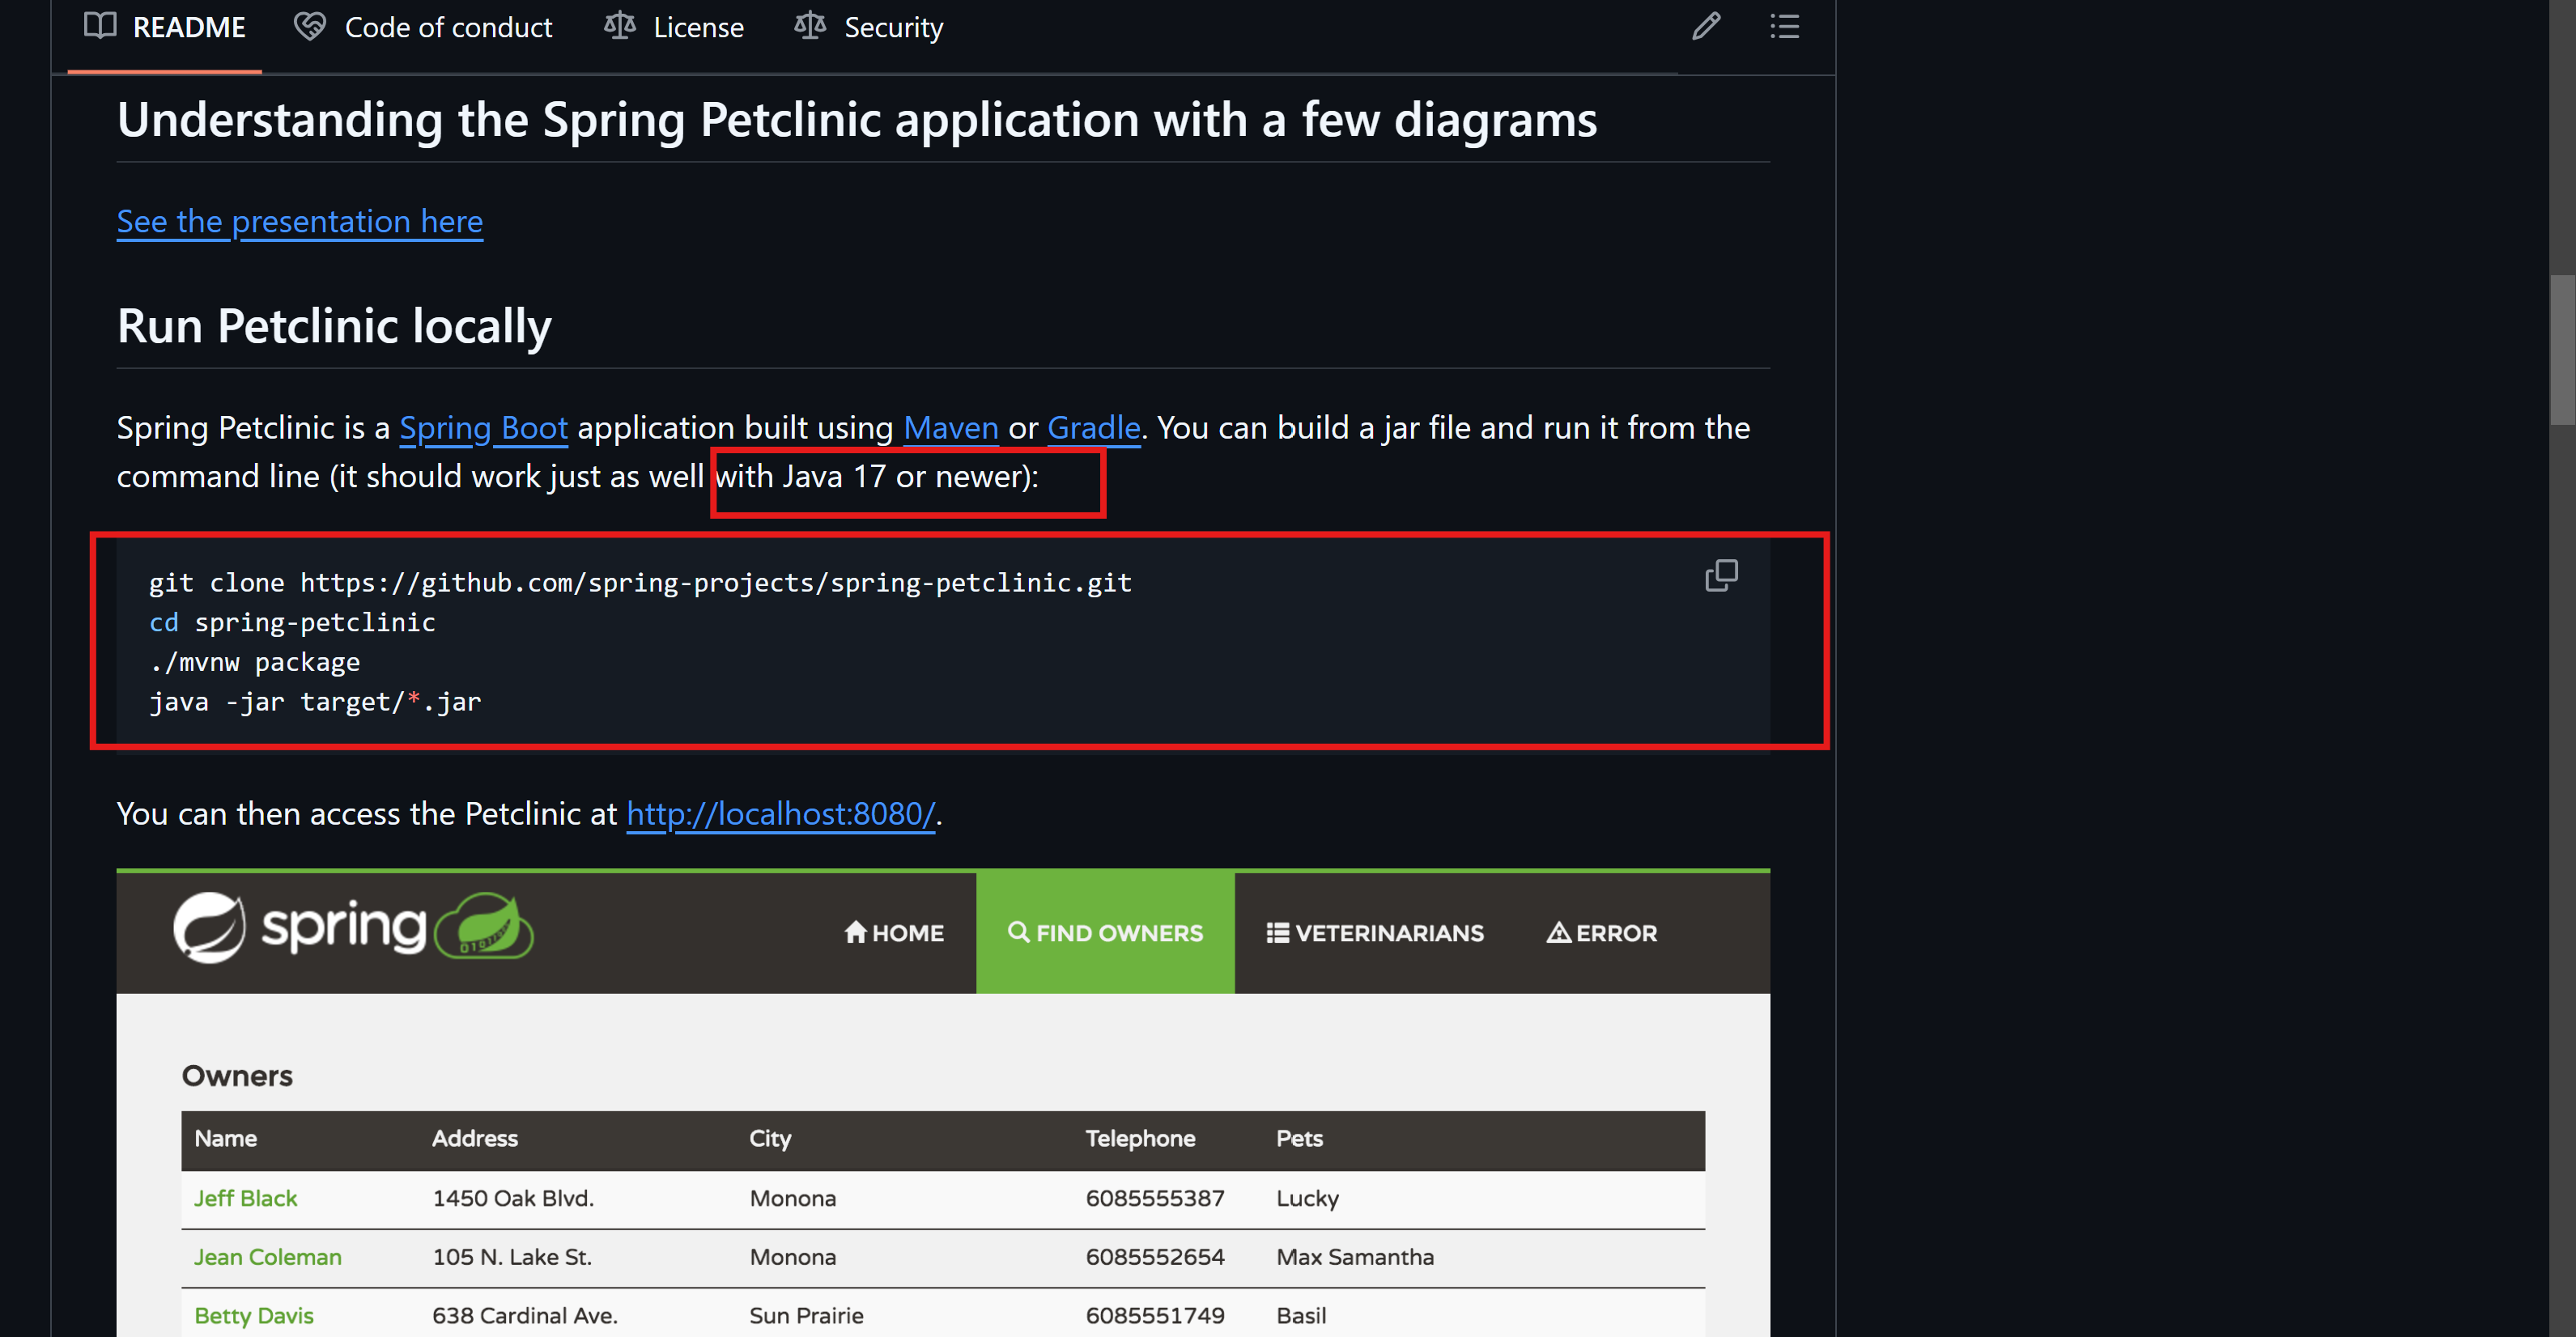 README Code of conduct License Security
Understanding the Spring Petclinic application with a few diagrams
See the presentation here
Run Petclinic locally
Spring Petclinic is a Spring Boot application built using Maven or Gradle. You can build a jar file and run it from the
command line (it should work just as well with Java 17 or newer):
git clone https://github.com/spring-projects/spring-petclinic.git
cd spring-petclinic
./mvnw package
java -jar target/*.jar
You can then access the Petclinic at http://localhost:8080/.
spring HOME FIND OWNERS VETERINARIANS ERROR
Owners
Name Address City Telephone Pets
Jeff Black 1450 Oak Blvd. Monona 6085555387 Lucky
Jean Coleman 105 N. Lake St. Monona 6085552654 Max Samantha
Betty Davis 638 Cardinal Ave. Sun Prairie 6085551749 Basil